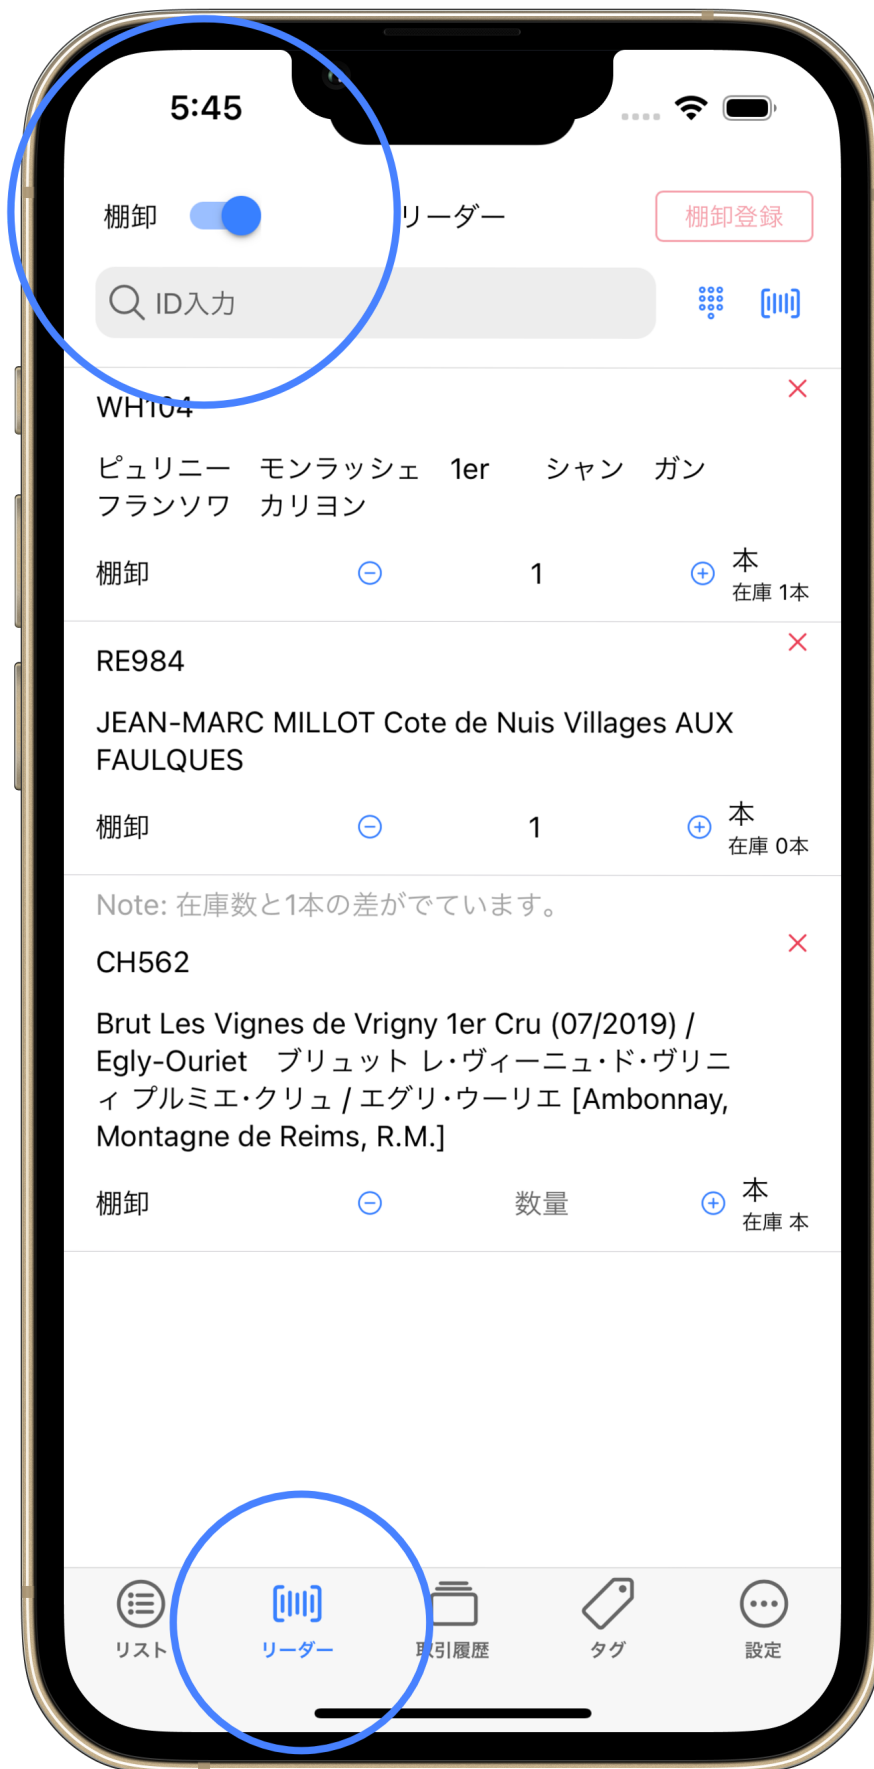 5:45
棚卸
リーダー
棚卸登録
ID入力
WH104
ピュリニー　モンラッシェ　1er　　シャン　ガン
フランソワ　カリヨン
棚卸
1
本
在庫 1本
RE984
JEAN-MARC MILLOT Cote de Nuis Villages AUX
FAULQUES
棚卸
1
本
在庫 0本
Note: 在庫数と1本の差がでています。
CH562
Brut Les Vignes de Vrigny 1er Cru (07/2019) /
Egly-Ouriet　ブリュット レ･ヴィーニュ･ド･ヴリニ
ィ プルミエ･クリュ / エグリ･ウーリエ [Ambonnay,
Montagne de Reims, R.M.]
棚卸
数量
本
在庫 本
リスト
リーダー
取引履歴
タグ
設定